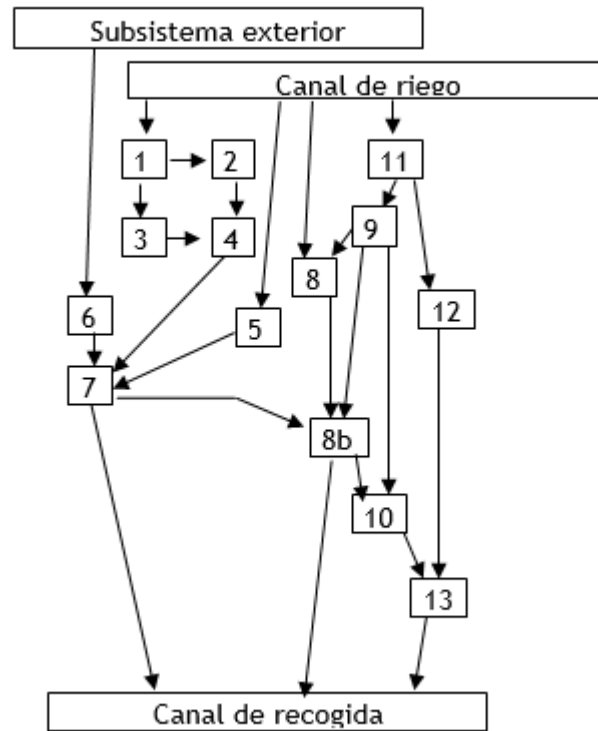 Subsistema exterior
Canal de riego
1 2 11
3 4 9
8
6 5 12
7
8b
10
13
Canal de recogida